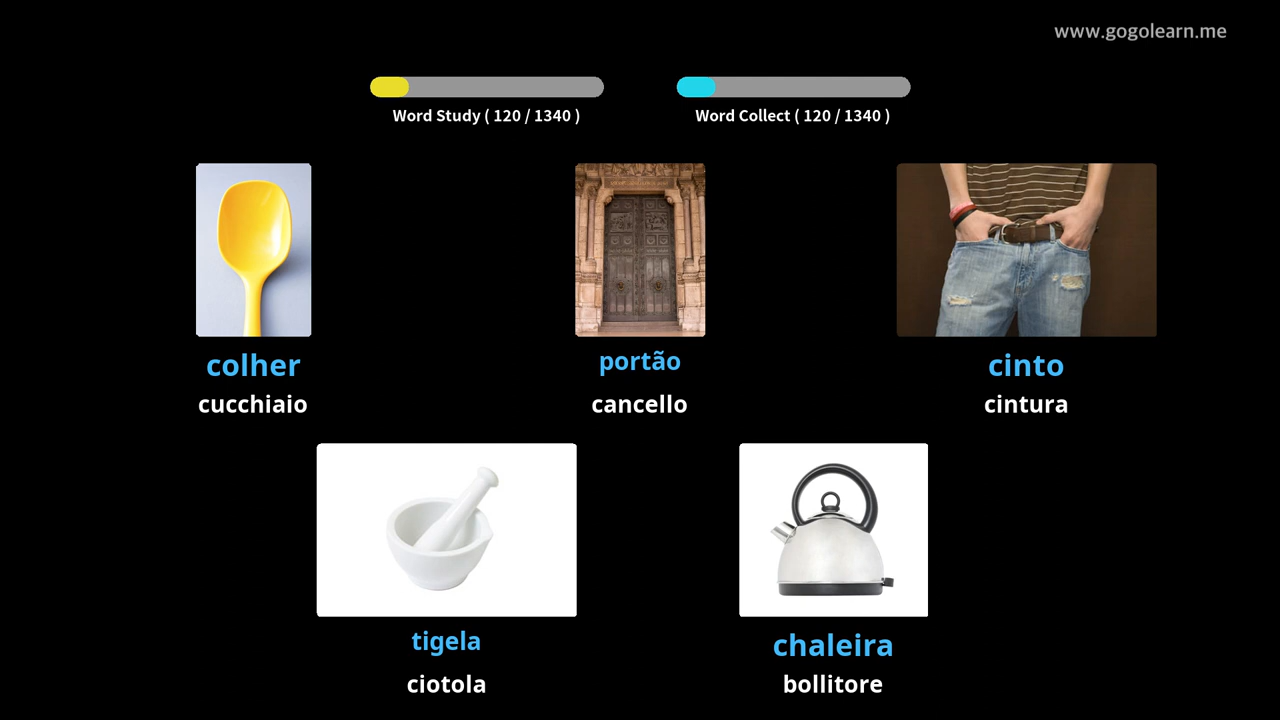 www.gogolearn.me
Word Study ( 120 / 1340 )
Word Collect ( 120 / 1340 )
colher
cucchiaio
portão
cancello
cinto
cintura
tigela
ciotola
chaleira
bollitore